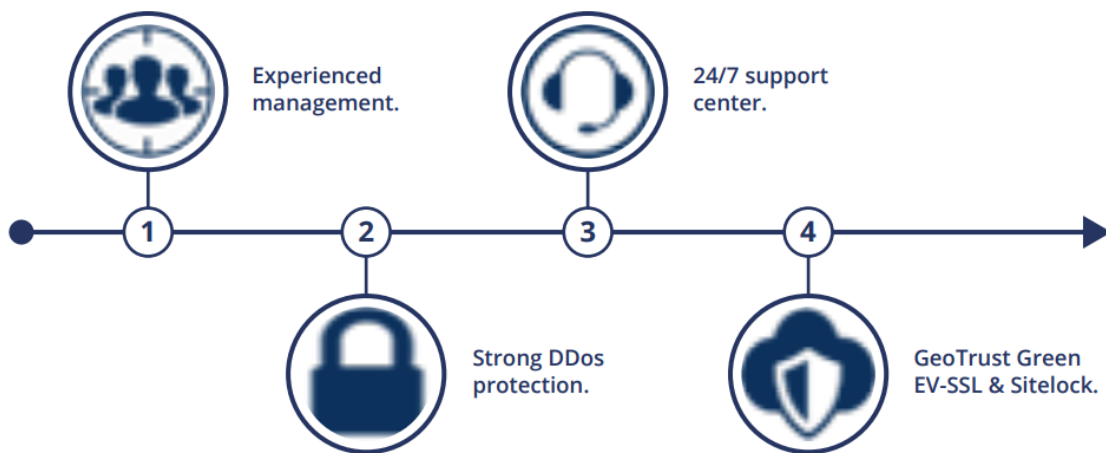 1
Experienced
management.
2
Strong DDos
protection.
3
24/7 support
center.
4
GeoTrust Green
EV-SSL & Sitelock.